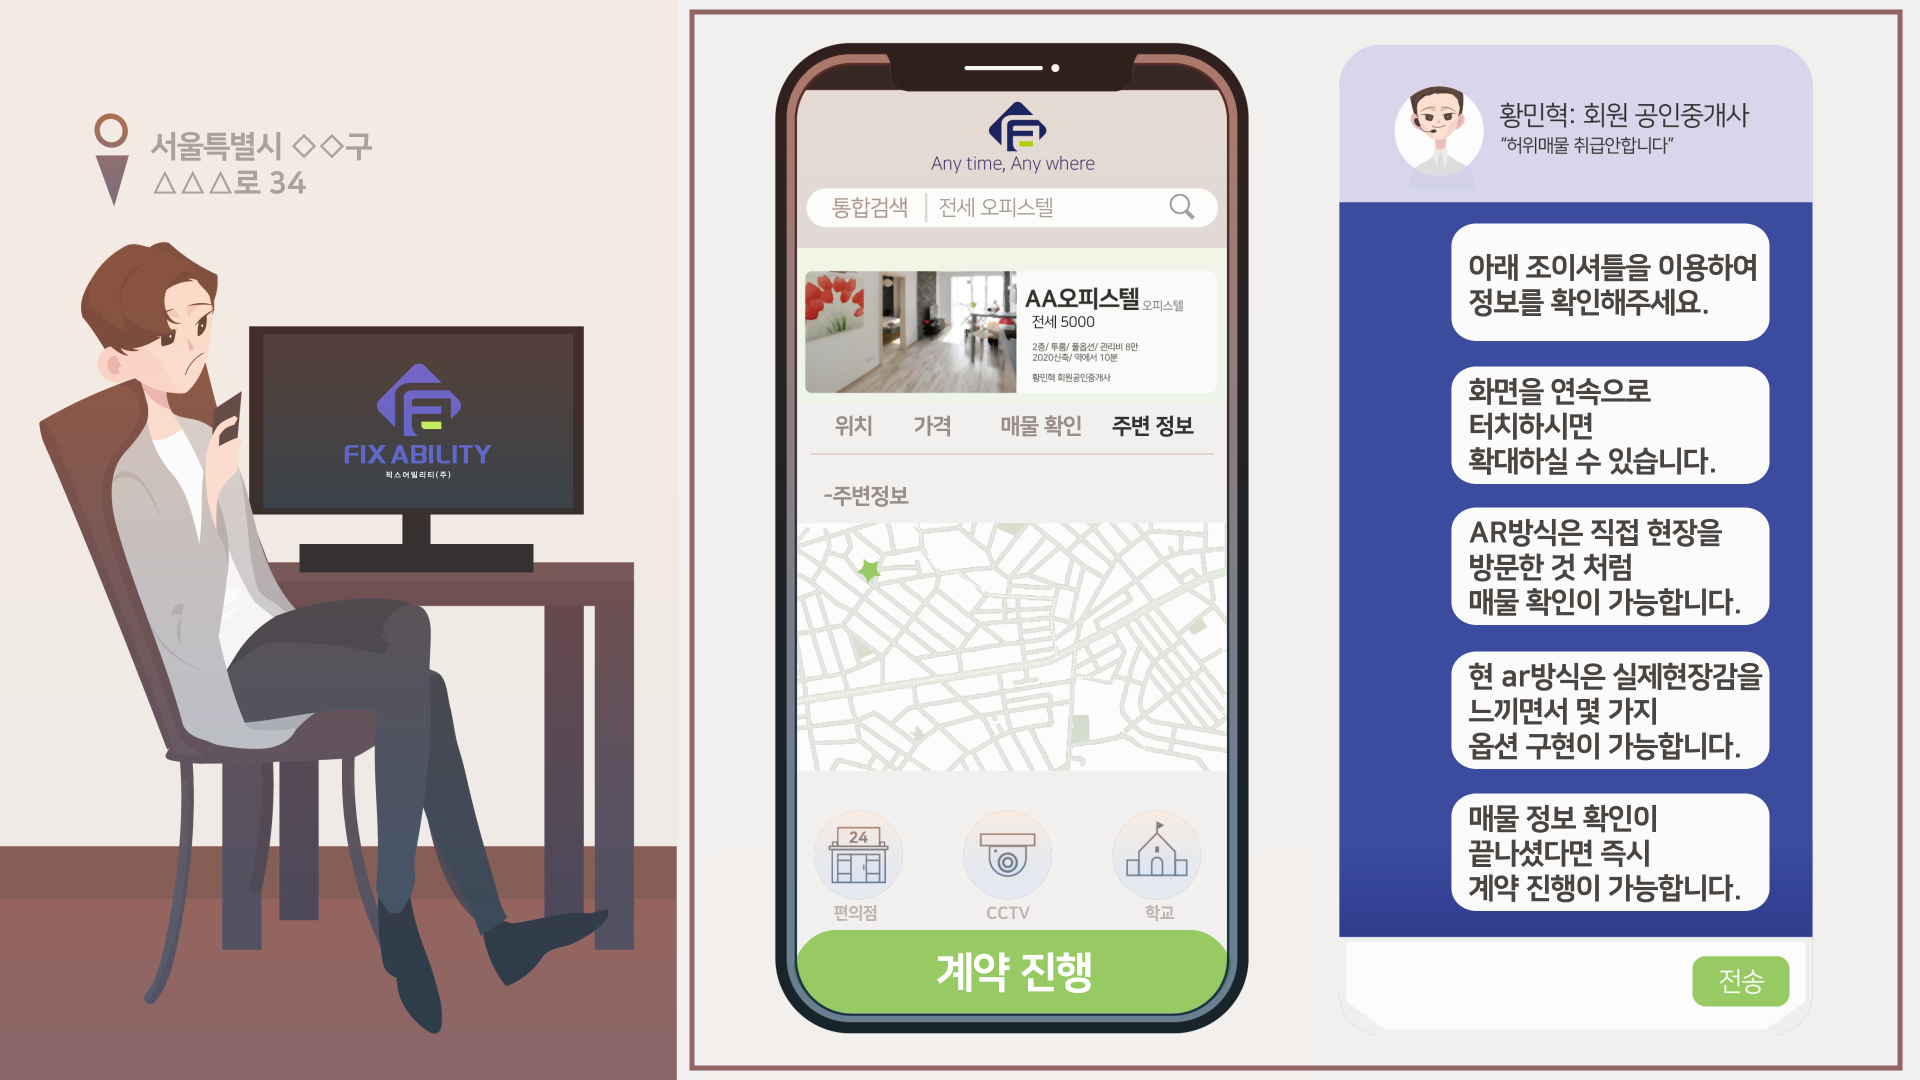 서울특별시 ◇◇구
△△△로 34
FIX ABILITY
픽스어빌리티(주)
Any time, Any where
통합검색 전세 오피스텔
AA오피스텔 오피스텔
전세 5000
2층/ 투룸/ 풀옵션/ 관리비 8만
2020신축/ 역에서 10분
황민혁 회원공인중개사
위치 가격 매물 확인 주변 정보
-주변정보
24
편의점 CCTV 학교
계약 진행
황민혁: 회원 공인중개사
“허위매물 취급안합니다”
아래 조이셔틀을 이용하여
정보를 확인해주세요.
화면을 연속으로
터치하시면
확대하실 수 있습니다.
AR방식은 직접 현장을
방문한 것 처럼
매물 확인이 가능합니다.
현 ar방식은 실제현장감을
느끼면서 몇 가지
옵션 구현이 가능합니다.
매물 정보 확인이
끝나셨다면 즉시
계약 진행이 가능합니다.
전송